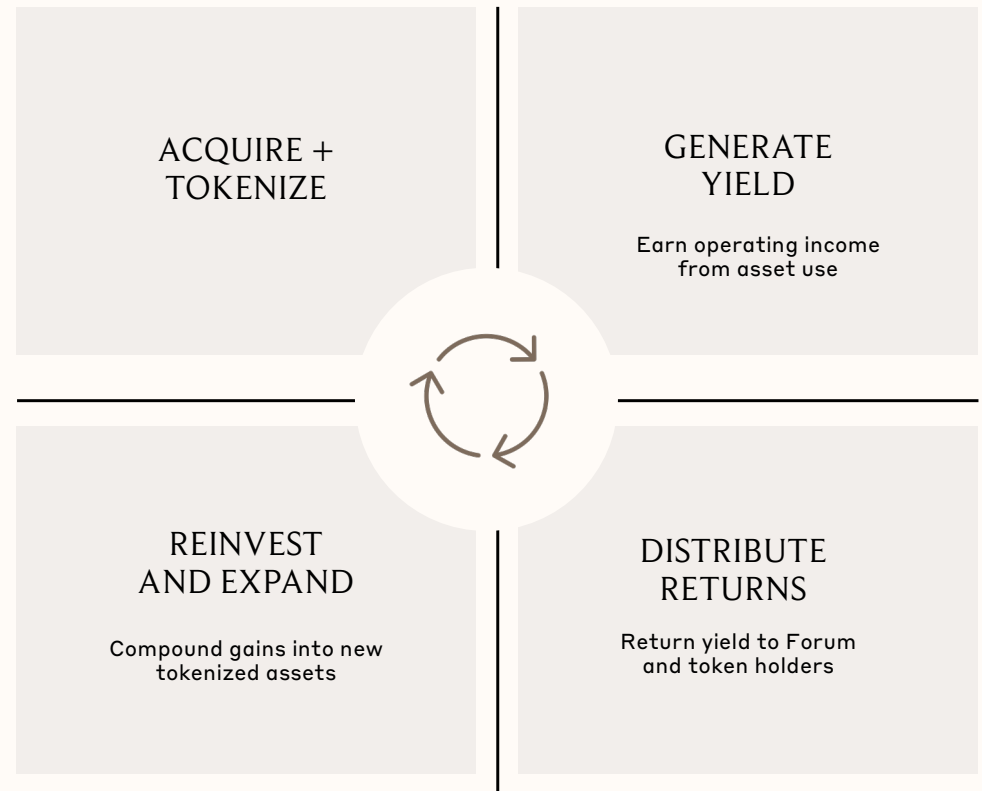 ACQUIRE +
TOKENIZE
GENERATE
YIELD
Earn operating income
from asset use
REINVEST
AND EXPAND
Compound gains into new
tokenized assets
DISTRIBUTE
RETURNS
Return yield to Forum
and token holders